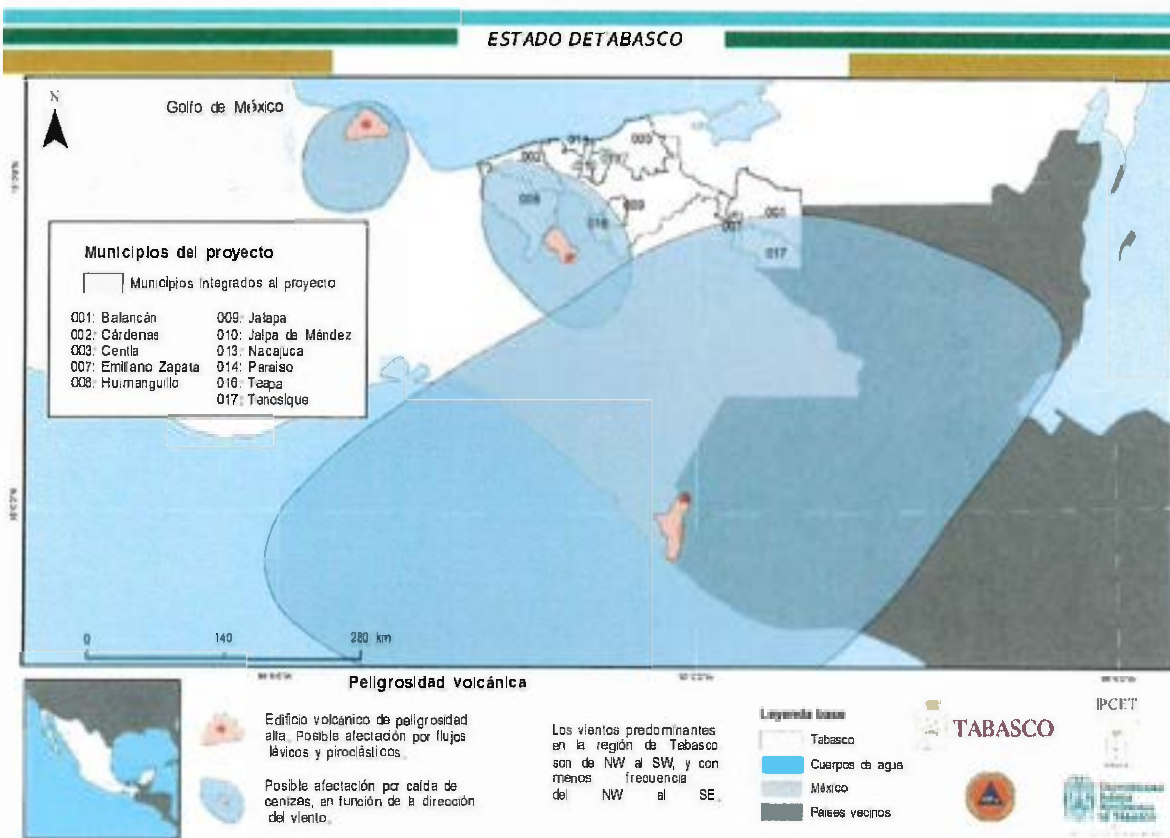 ESTADO DETABASCO
N
Golfo de México
Municipios del proyecto
Municipios integrados al proyecto
001: Balancán
002: Cárdenas
003: Centla
007: Emiliano Zapata
008: Huimanguillo
009: Jalapa
010: Jalpa de Méndez
013: Nacajuca
014: Paraíso
016: Teapa
017: Tenosique
002
014
003
008
009
016
001
007
017
0 140 280 km
Peligrosidad volcánica
Edificio volcanico de peligrosidad
alta. Posible afectación por flujos
lávicos y piroclásticos.
Posible afectación por caída de
cenizas, en función de la dirección
del viento.
Los vientos predominantes
en la región de Tabasco
son de NW al SW, y con
menos frecuencia
del NW al SE.
Leyenda base
Tabasco
Cuerpos de agua
México
Países vecinos
TABASCO
IPCET